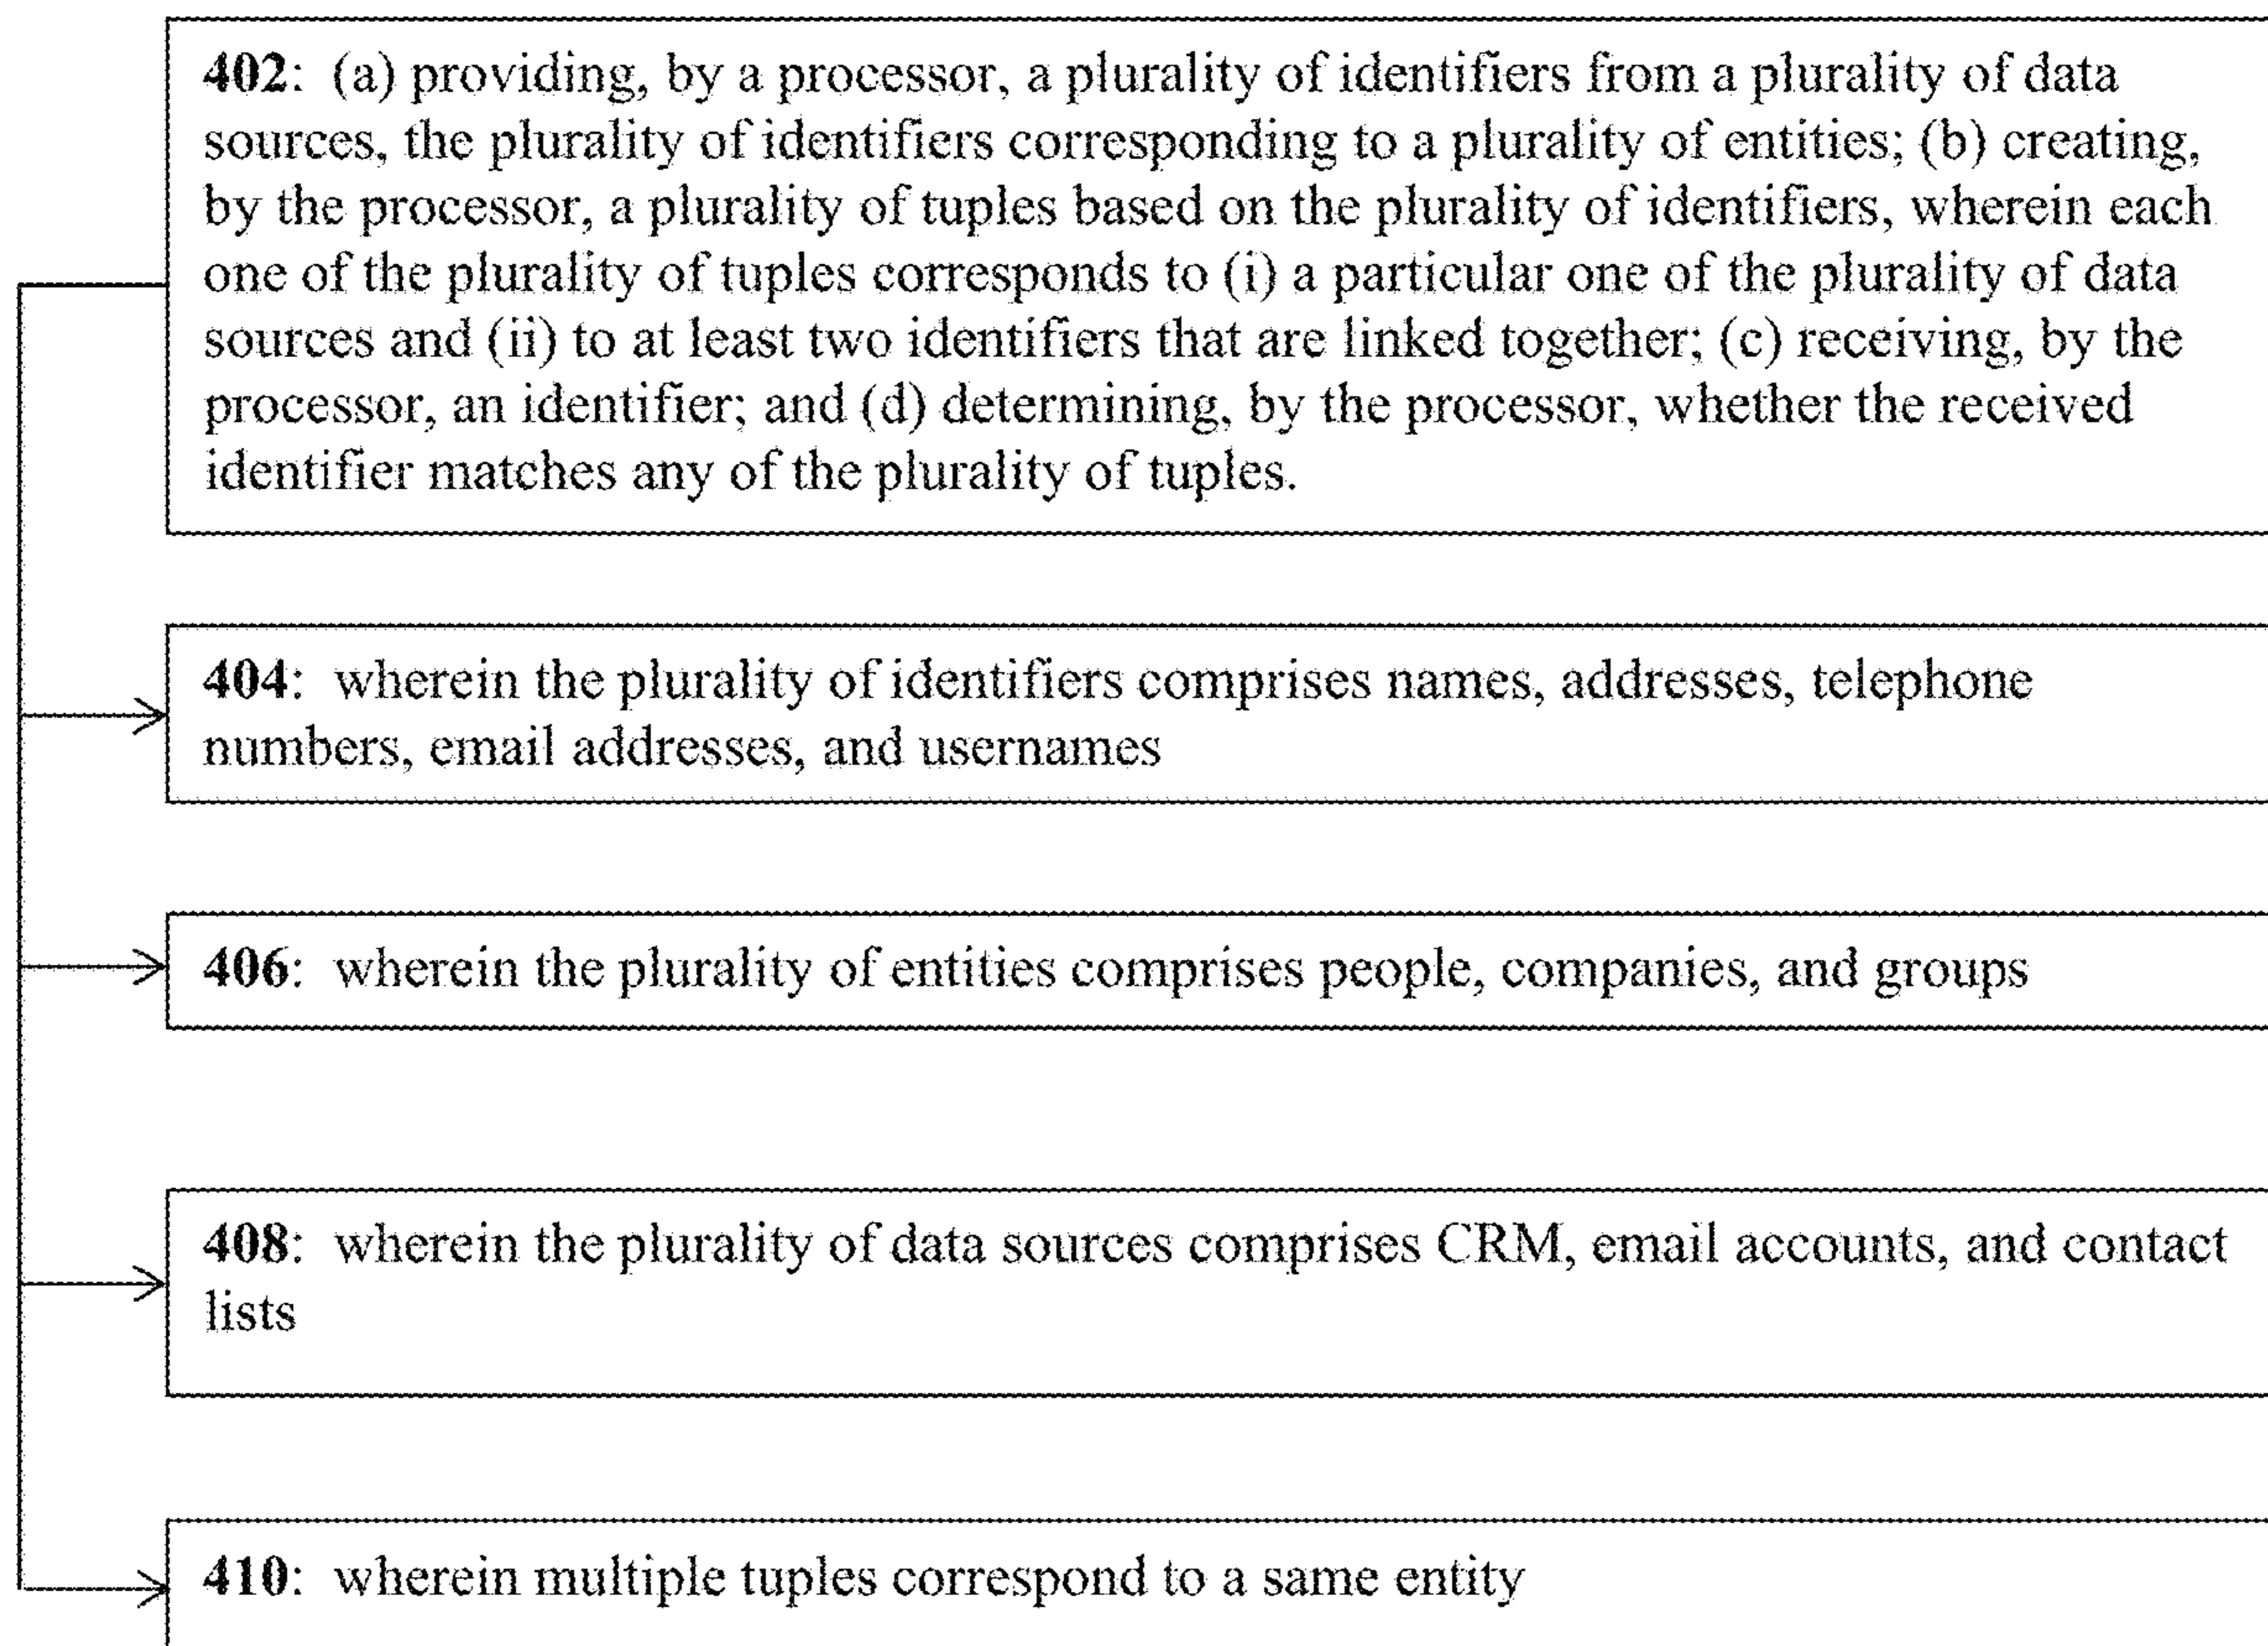 402: (a) providing, by a processor, a plurality of identifiers from a plurality of data
sources, the plurality of identifiers corresponding to a plurality of entities; (b) creating,
by the processor, a plurality of tuples based on the plurality of identifiers, wherein each
one of the plurality of tuples corresponds to (i) a particular one of the plurality of data
sources and (ii) to at least two identifiers that are linked together; (c) receiving, by the
processor, an identifier; and (d) determining, by the processor, whether the received
identifier matches any of the plurality of tuples.
404: wherein the plurality of identifiers comprises names, addresses, telephone
numbers, email addresses, and usernames
406: wherein the plurality of entities comprises people, companies, and groups
408: wherein the plurality of data sources comprises CRM, email accounts, and contact
lists
410: wherein multiple tuples correspond to a same entity